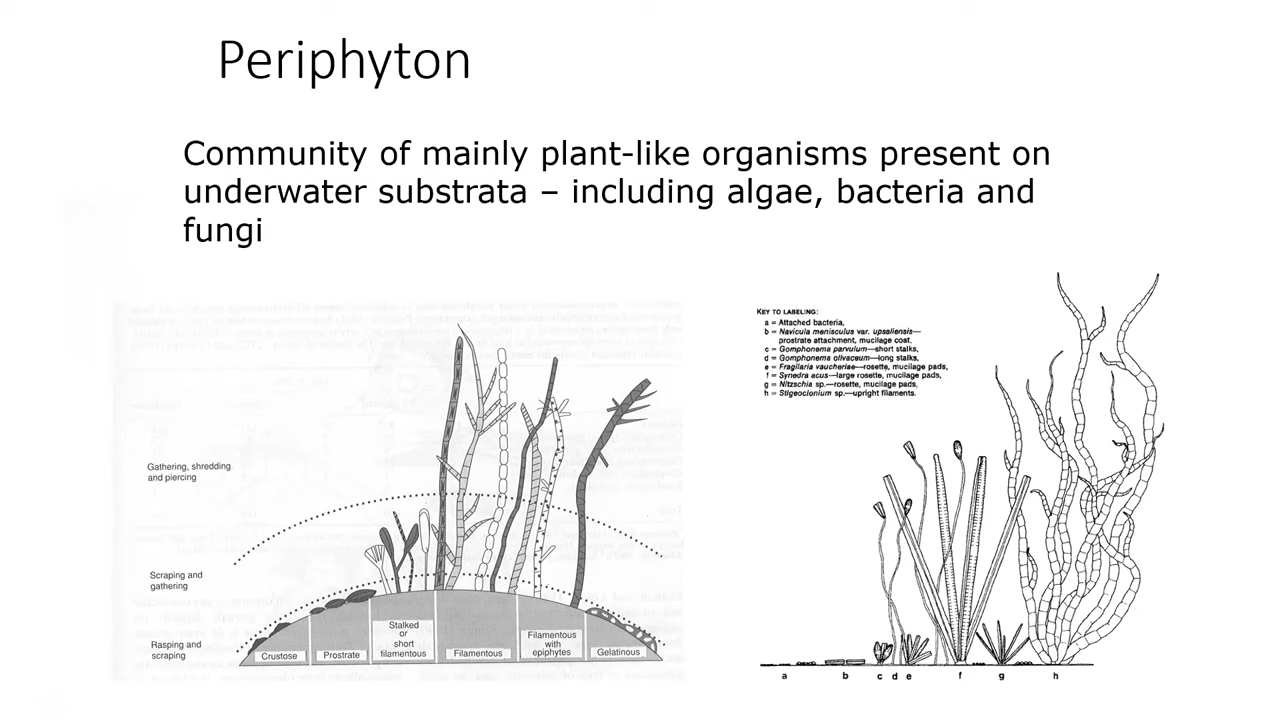 Periphyton
Community of mainly plant-like organisms present on
underwater substrata – including algae, bacteria and
fungi
Gathering, shredding
and piercing
Scraping and
gathering
Rasping and
scraping
Crustose
Prostrate
Stalked
or
short
filamentous
Filamentous
Filamentous
with
epiphytes
Gelatinous
KEY TO LABELING:
a = Attached bacteria,
b = Navicula menisculus var. upsaliensis—
prostrate attachment, mucilage coat,
c = Gomphonema parvulum—short stalks,
d = Gomphonema olivaceum—long stalks,
e = Fragilaria vaucheriae—rosette, mucilage pads,
f = Synedra acus—large rosette, mucilage pads,
g = Nitzschia sp.—rosette, mucilage pads,
h = Stigeoclonium sp.—upright filaments.
a b c d e f g h